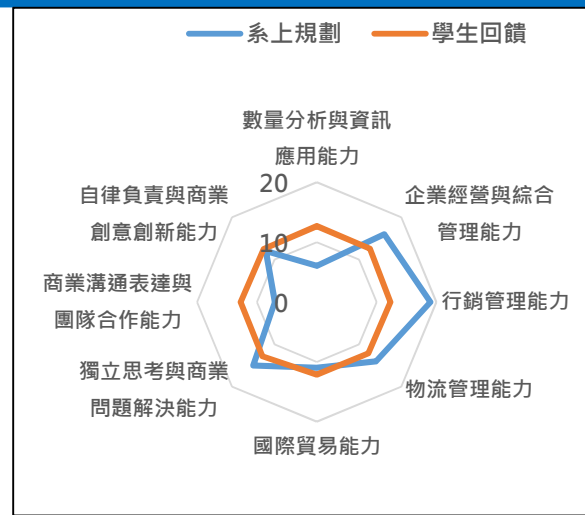 系上規劃 學生回饋
數量分析與資訊
應用能力
20
10
0
企業經營與綜合
管理能力
行銷管理能力
物流管理能力
國際貿易能力
獨立思考與商業
問題解決能力
商業溝通表達與
團隊合作能力
自律負責與商業
創意創新能力